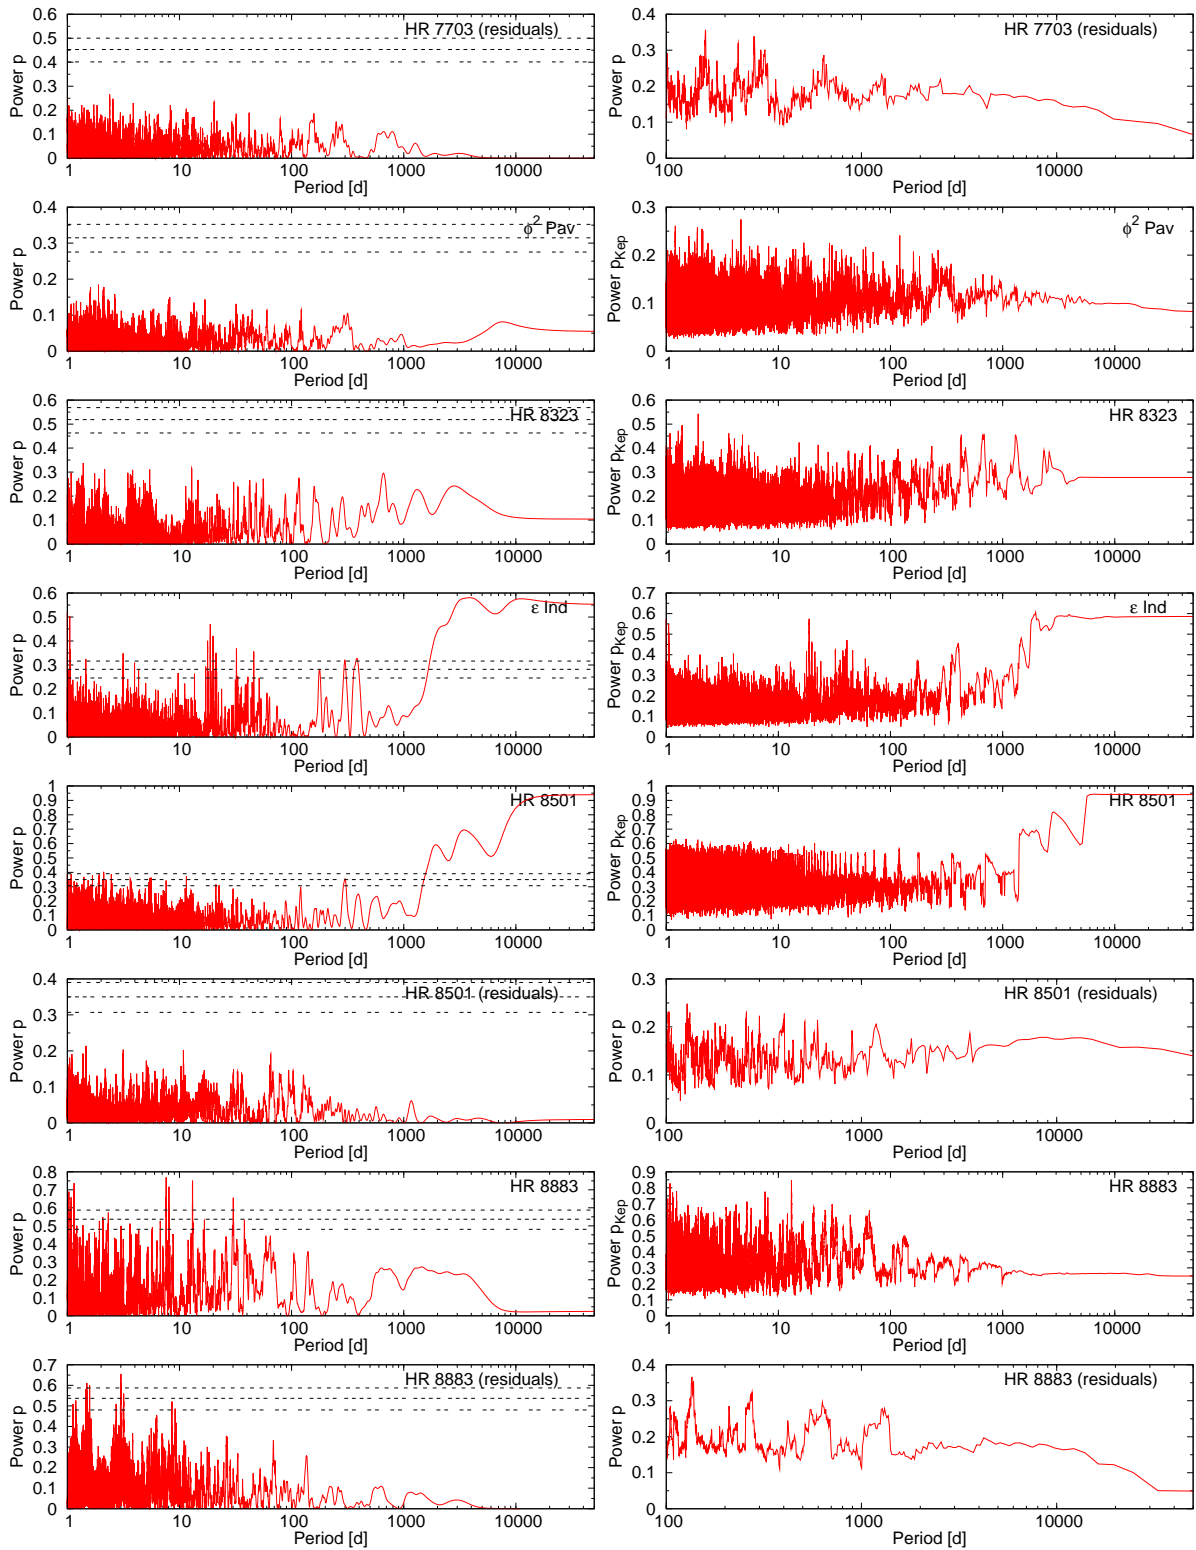 HR 7703 (residuals)
Power p
0.6
0.5
0.4
0.3
0.2
0.1
0
1 10 100 1000 10000
Period [d]
HR 7703 (residuals)
Power p
0.4
0.3
0.2
0.1
0
100 1000 10000
Period [d]
ϕ² Pav
Power p
0.4
0.3
0.2
0.1
0
1 10 100 1000 10000
Period [d]
ϕ² Pav
Power pKep
0.3
0.2
0.1
0
1 10 100 1000 10000
Period [d]
HR 8323
Power p
0.6
0.5
0.4
0.3
0.2
0.1
0
1 10 100 1000 10000
Period [d]
HR 8323
Power pKep
0.6
0.5
0.4
0.3
0.2
0.1
0
1 10 100 1000 10000
Period [d]
ε Ind
Power p
0.6
0.5
0.4
0.3
0.2
0.1
0
1 10 100 1000 10000
Period [d]
ε Ind
Power pKep
0.7
0.6
0.5
0.4
0.3
0.2
0.1
0
1 10 100 1000 10000
Period [d]
HR 8501
Power p
1
0.9
0.8
0.7
0.6
0.5
0.4
0.3
0.2
0.1
0
1 10 100 1000 10000
Period [d]
HR 8501
Power pKep
1
0.9
0.8
0.7
0.6
0.5
0.4
0.3
0.2
0.1
0
1 10 100 1000 10000
Period [d]
HR 8501 (residuals)
Power p
0.4
0.3
0.2
0.1
0
1 10 100 1000 10000
Period [d]
HR 8501 (residuals)
Power p
0.3
0.2
0.1
0
100 1000 10000
Period [d]
HR 8883
Power p
0.8
0.7
0.6
0.5
0.4
0.3
0.2
0.1
0
1 10 100 1000 10000
Period [d]
HR 8883
Power pKep
0.9
0.8
0.7
0.6
0.5
0.4
0.3
0.2
0.1
0
1 10 100 1000 10000
Period [d]
HR 8883 (residuals)
Power p
0.7
0.6
0.5
0.4
0.3
0.2
0.1
0
1 10 100 1000 10000
Period [d]
HR 8883 (residuals)
Power p
0.4
0.3
0.2
0.1
0
100 1000 10000
Period [d]